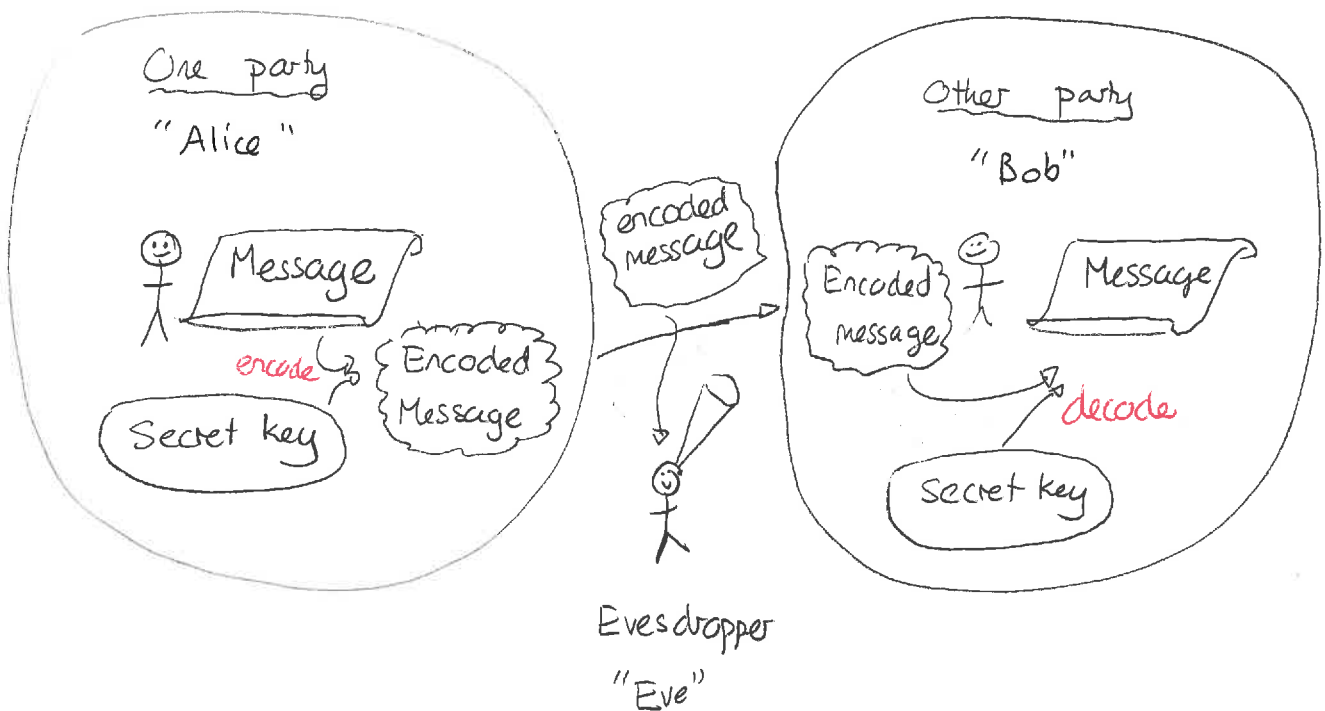 One party
"Alice"
Message
encode
Encoded
Message
Secret key
encoded
message
Evesdropper
"Eve"
Other party
"Bob"
Encoded
message
Message
decode
Secret key